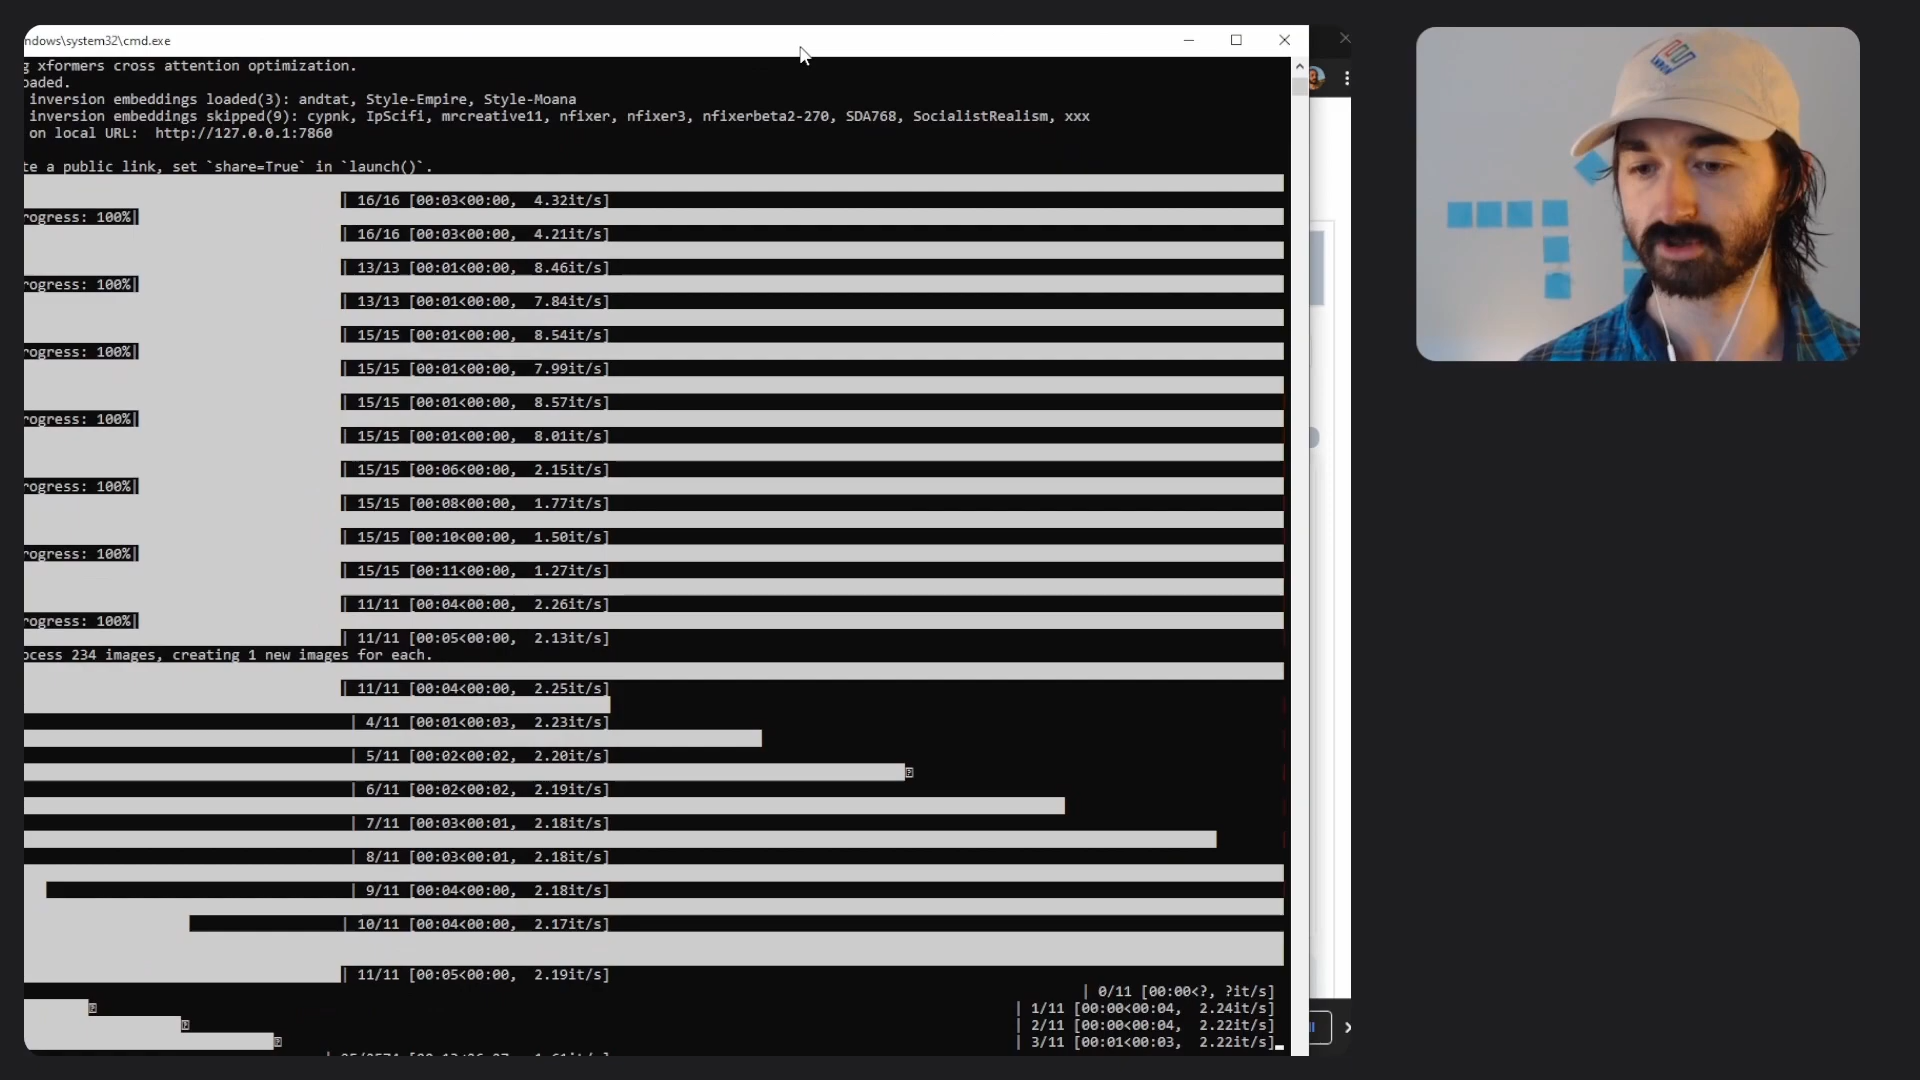 ndows\system32\cmd.exe
g xformers cross attention optimization.
oaded.
inversion embeddings loaded(3): andtat, Style-Empire, Style-Moana
inversion embeddings skipped(9): cypnk, IpScifi, mrcreative11, nfixer, nfixer3, nfixerbeta2-270, SDA768, SocialistRealism, xxx
on local URL:  http://127.0.0.1:7860
te a public link, set `share=True` in `launch()`.
| 16/16 [00:03<00:00,  4.32it/s]
rogress: 100%|
| 16/16 [00:03<00:00,  4.21it/s]
| 13/13 [00:01<00:00,  8.46it/s]
rogress: 100%|
| 13/13 [00:01<00:00,  7.84it/s]
| 15/15 [00:01<00:00,  8.54it/s]
rogress: 100%|
| 15/15 [00:01<00:00,  7.99it/s]
| 15/15 [00:01<00:00,  8.57it/s]
rogress: 100%|
| 15/15 [00:01<00:00,  8.01it/s]
| 15/15 [00:06<00:00,  2.15it/s]
rogress: 100%|
| 15/15 [00:08<00:00,  1.77it/s]
| 15/15 [00:10<00:00,  1.50it/s]
rogress: 100%|
| 15/15 [00:11<00:00,  1.27it/s]
| 11/11 [00:04<00:00,  2.26it/s]
rogress: 100%|
| 11/11 [00:05<00:00,  2.13it/s]
ocess 234 images, creating 1 new images for each.
| 11/11 [00:04<00:00,  2.25it/s]
| 4/11 [00:01<00:03,  2.23it/s]
| 5/11 [00:02<00:02,  2.20it/s]
| 6/11 [00:02<00:02,  2.19it/s]
| 7/11 [00:03<00:01,  2.18it/s]
| 8/11 [00:03<00:01,  2.18it/s]
| 9/11 [00:04<00:00,  2.18it/s]
| 10/11 [00:04<00:00,  2.17it/s]
| 11/11 [00:05<00:00,  2.19it/s]
| 0/11 [00:00<?, ?it/s]
| 1/11 [00:00<00:04,  2.24it/s]
| 2/11 [00:00<00:04,  2.22it/s]
| 3/11 [00:01<00:03,  2.22it/s]